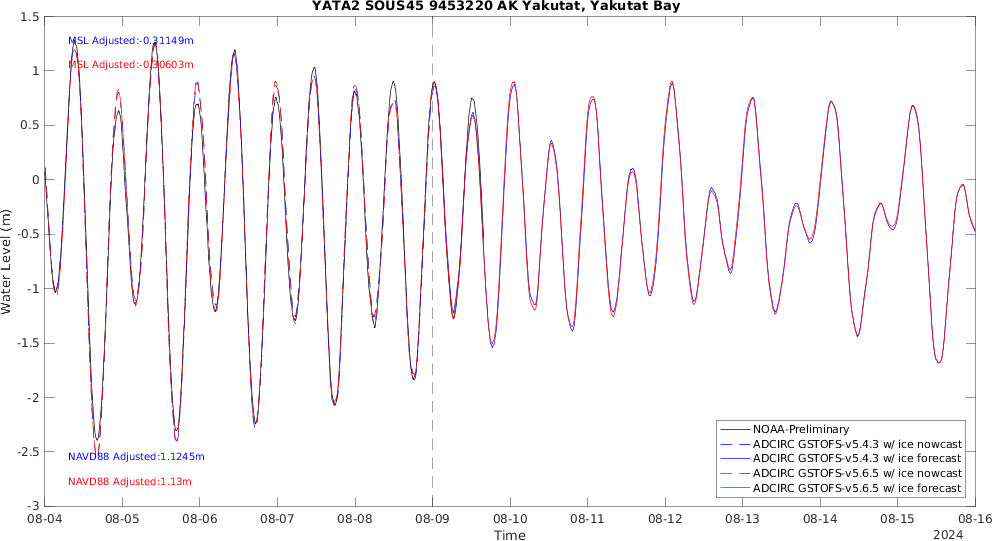 YATA2 SOUS45 9453220 AK Yakutat, Yakutat Bay
1.5
MSL Adjusted:-0.31149m
MSL Adjusted:-0.30603m
1
0.5
0
-0.5
-1
-1.5
-2
-2.5
-3
Water Level (m)
NAVD88 Adjusted:1.1245m
NAVD88 Adjusted:1.13m
NOAA-Preliminary
ADCIRC GSTOFS-v5.4.3 w/ ice nowcast
ADCIRC GSTOFS-v5.4.3 w/ ice forecast
ADCIRC GSTOFS-v5.6.5 w/ ice nowcast
ADCIRC GSTOFS-v5.6.5 w/ ice forecast
08-04 08-05 08-06 08-07 08-08 08-09 08-10 08-11 08-12 08-13 08-14 08-15 08-16
Time
2024